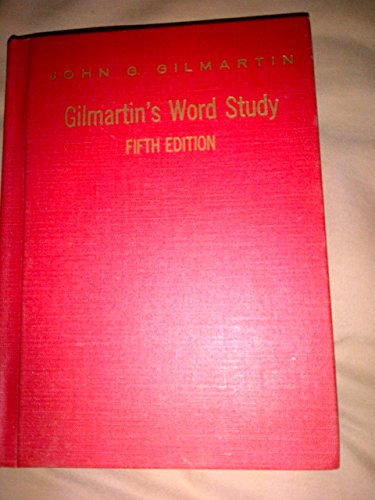 JOHN G. GILMARTIN
Gilmartin's Word Study
FIFTH EDITION